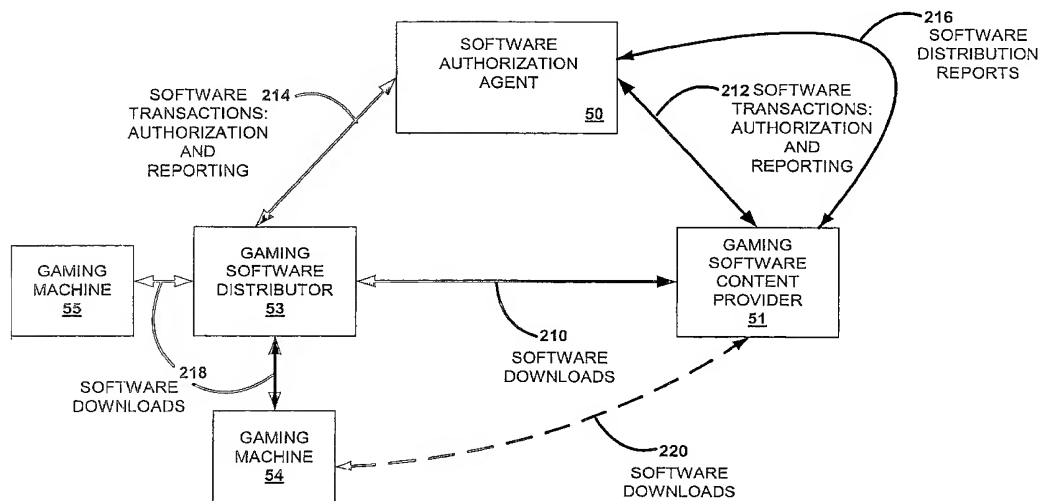 216
SOFTWARE
DISTRIBUTION
REPORTS
SOFTWARE
AUTHORIZATION
AGENT
50
SOFTWARE 214
TRANSACTIONS:
AUTHORIZATION
AND
REPORTING
212 SOFTWARE
TRANSACTIONS:
AUTHORIZATION
AND
REPORTING
GAMING
MACHINE
55
GAMING
SOFTWARE
DISTRIBUTOR
53
GAMING
SOFTWARE
CONTENT
PROVIDER
51
210
SOFTWARE
DOWNLOADS
218
SOFTWARE
DOWNLOADS
GAMING
MACHINE
54
220
SOFTWARE
DOWNLOADS